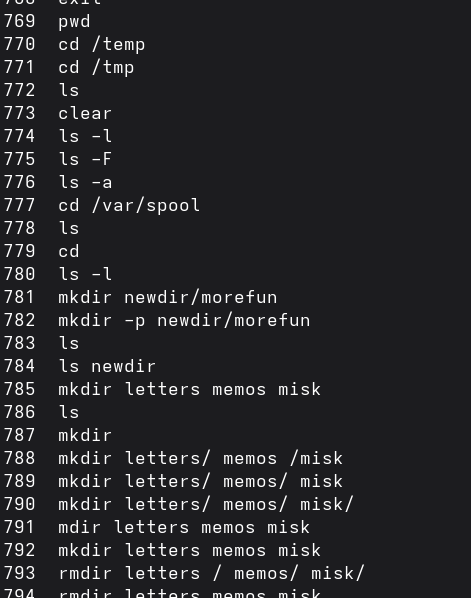 768 exit
769 pwd
770 cd /temp
771 cd /tmp
772 ls
773 clear
774 ls -l
775 ls -F
776 ls -a
777 cd /var/spool
778 ls
779 cd
780 ls -l
781 mkdir newdir/morefun
782 mkdir -p newdir/morefun
783 ls
784 ls newdir
785 mkdir letters memos misk
786 ls
787 mkdir
788 mkdir letters/ memos /misk
789 mkdir letters/ memos/ misk
790 mkdir letters/ memos/ misk/
791 mdir letters memos misk
792 mkdir letters memos misk
793 rmdir letters / memos/ misk/
794 rmdir letters memos misk